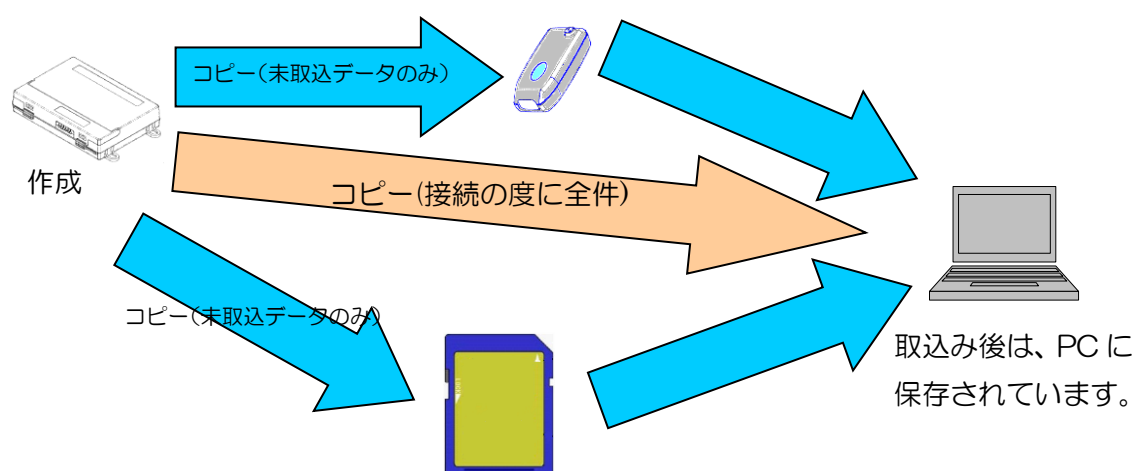 コピー（未取込データのみ）
作成
コピー(接続の度に全件)
コピー（未取込データのみ）
取込み後は、PCに
保存されています。